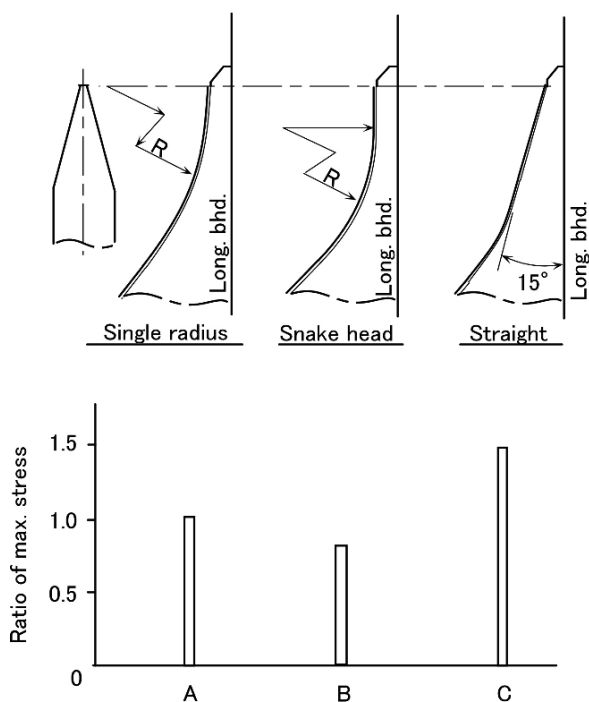 R
Long. bhd.
R
Long. bhd.
15°
Long. bhd.
Single radius
Snake head
Straight
Ratio of max. stress
1.5
1.0
0.5
0
A
B
C